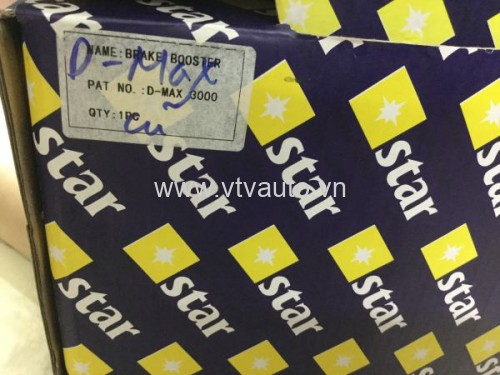 NAME: BRAKE BOOSTER
D-Max
PAT NO.: D-MAX 3000
QTY: 1PC
star
star
star
star
star
star
star
www.vtvauto.vn